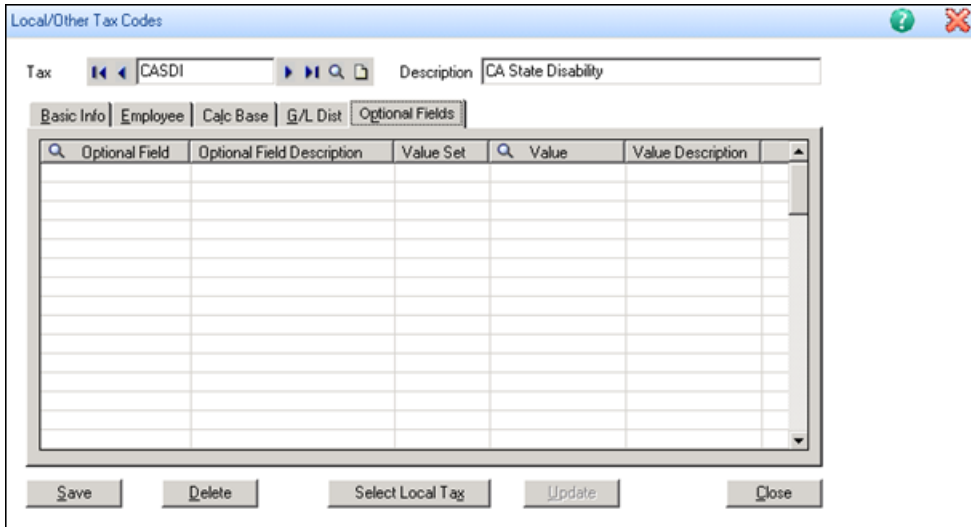 Local/Other Tax Codes
Tax CASDI Description CA State Disability
Basic Info Employee Calc Base G/L Dist Optional Fields
Optional Field Optional Field Description Value Set Value Value Description
Save Delete Select Local Tax Update Close